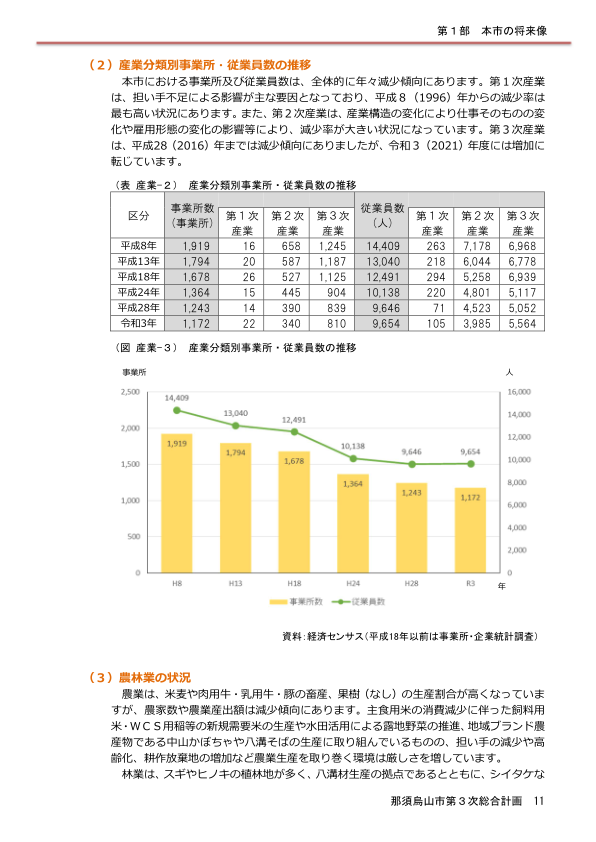 第１部　本市の将来像
（２）産業分類別事業所・従業員数の推移
本市における事業所及び従業員数は、全体的に年々減少傾向にあります。第１次産業
は、担い手不足による影響が主な要因となっており、平成８（1996）年からの減少率は
最も高い状況にあります。また、第２次産業は、産業構造の変化により仕事そのものの変
化や雇用形態の変化の影響等により、減少率が大きい状況になっています。第３次産業
は、平成28（2016）年までは減少傾向にありましたが、令和３（2021）年度には増加に
転じています。
（表 産業-２）　産業分類別事業所・従業員数の推移
区分　事業所数（事業所）　第１次産業　第２次産業　第３次産業　従業員数（人）　第１次産業　第２次産業　第３次産業
平成8年　1,919　16　658　1,245　14,409　263　7,178　6,968
平成13年　1,794　20　587　1,187　13,040　218　6,044　6,778
平成18年　1,678　26　527　1,125　12,491　294　5,258　6,939
平成24年　1,364　15　445　904　10,138　220　4,801　5,117
平成28年　1,243　14　390　839　9,646　71　4,523　5,052
令和3年　1,172　22　340　810　9,654　105　3,985　5,564
（図 産業-３）　産業分類別事業所・従業員数の推移
事業所　人
2,500
2,000
1,500
1,000
500
0
14,409　13,040　12,491　10,138　9,646　9,654
1,919　1,794　1,678　1,364　1,243　1,172
16,000
14,000
12,000
10,000
8,000
6,000
4,000
2,000
0
H8　H13　H18　H24　H28　R3　年
事業所数　従業員数
資料：経済センサス（平成18年以前は事業所・企業統計調査）
（３）農林業の状況
農業は、米麦や肉用牛・乳用牛・豚の畜産、果樹（なし）の生産割合が高くなっていま
すが、農家数や農業産出額は減少傾向にあります。主食用米の消費減少に伴った飼料用
米・ＷＣＳ用稲等の新規需要米の生産や水田活用による露地野菜の推進、地域ブランド農
産物である中山かぼちゃや八溝そばの生産に取り組んでいるものの、担い手の減少や高
齢化、耕作放棄地の増加など農業生産を取り巻く環境は厳しさを増しています。
林業は、スギやヒノキの植林地が多く、八溝材生産の拠点であるとともに、シイタケな
那須烏山市第３次総合計画　11